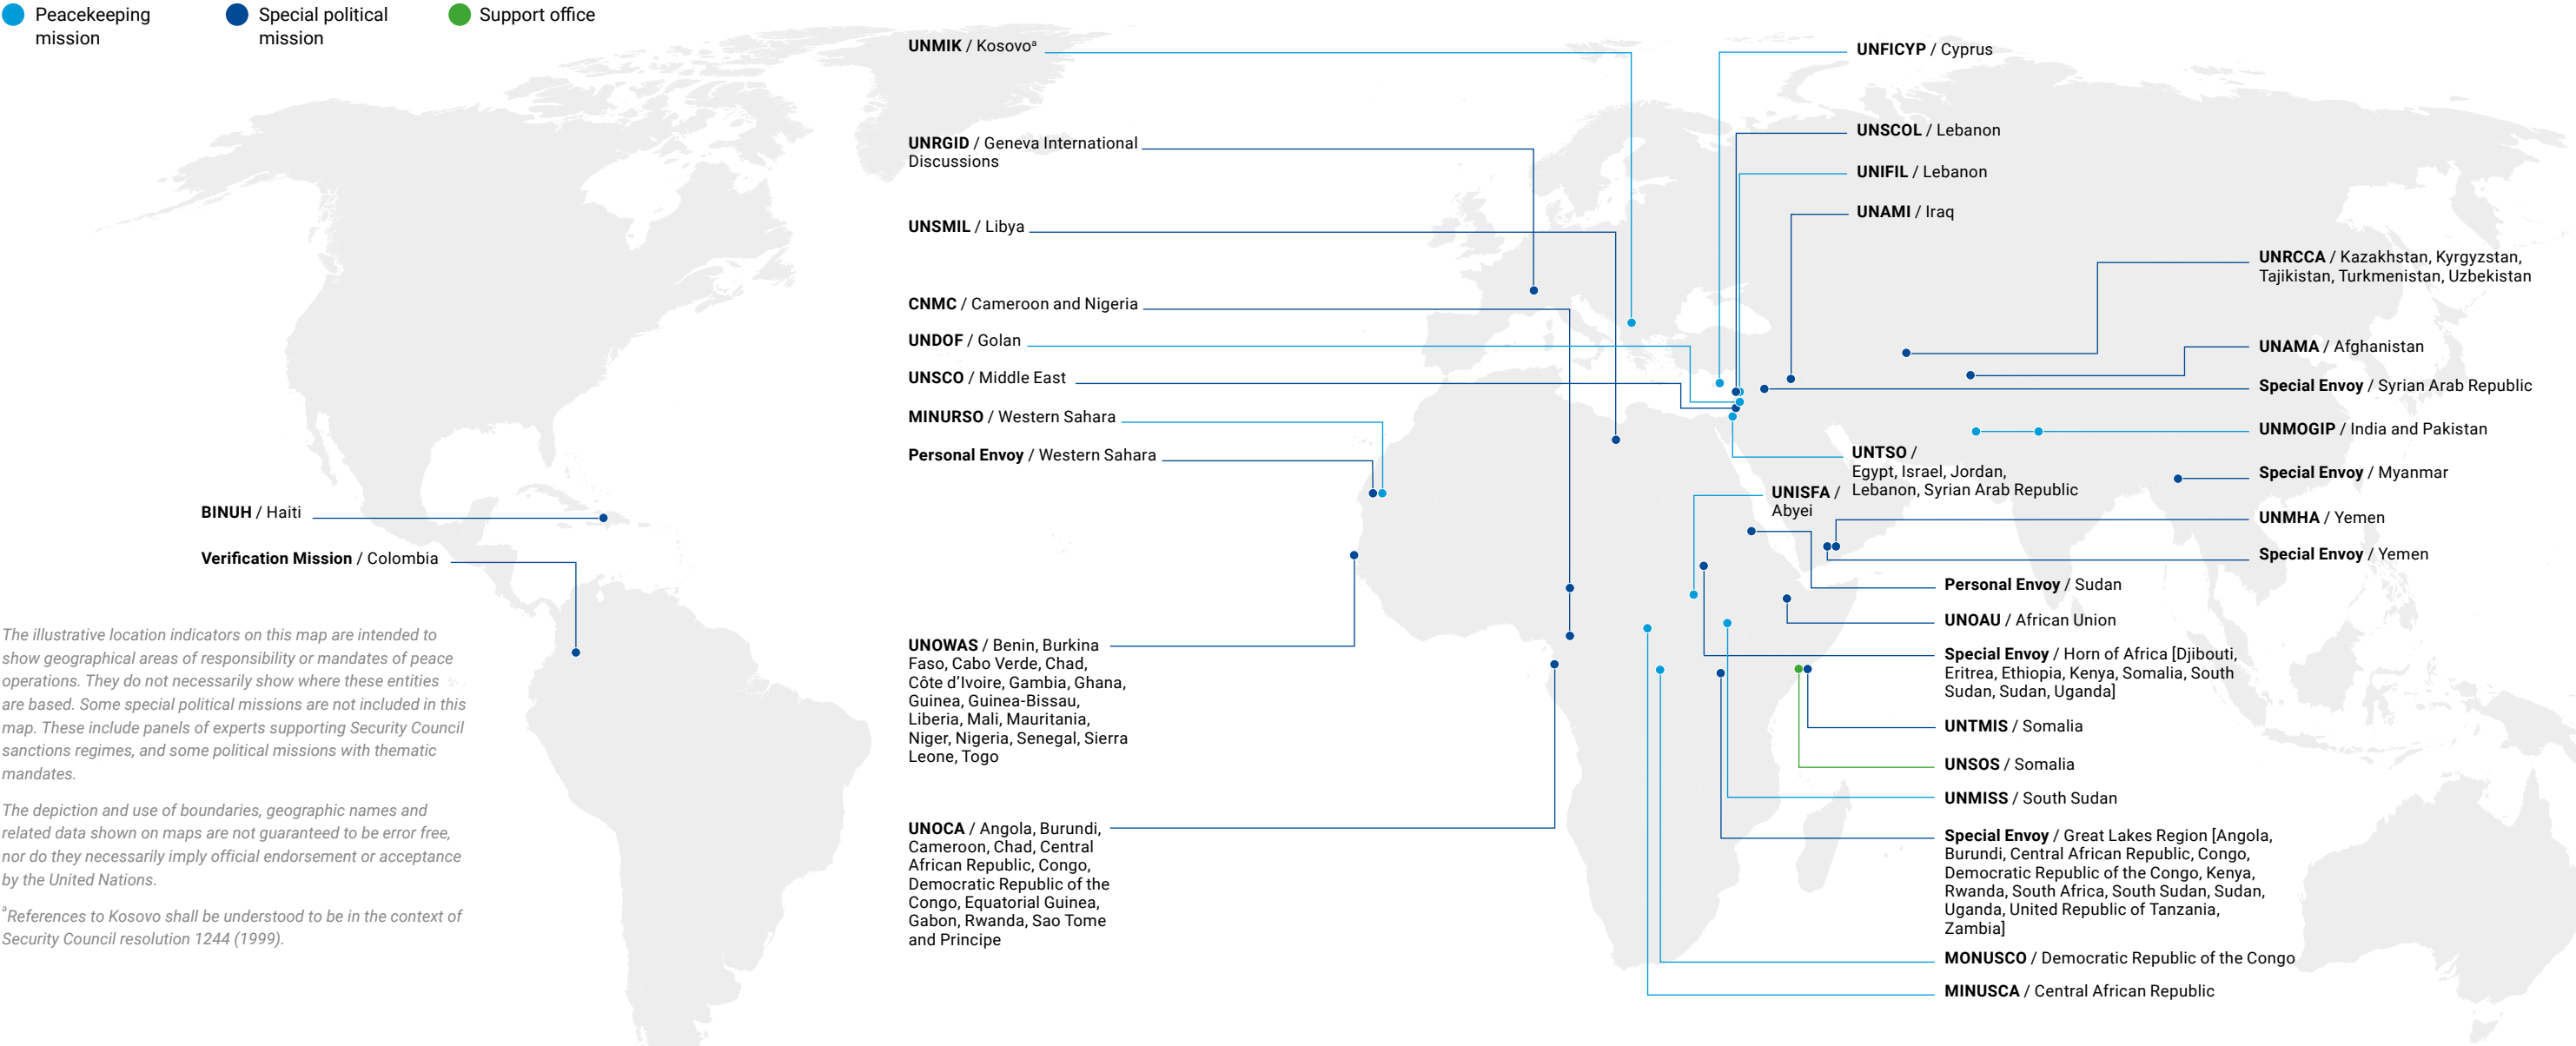 Peacekeeping
mission
Special political
mission
Support office
UNMIK / Kosovoᵃ
UNRGID / Geneva International
Discussions
UNSMIL / Libya
CNMC / Cameroon and Nigeria
UNDOF / Golan
UNSCO / Middle East
MINURSO / Western Sahara
Personal Envoy / Western Sahara
BINUH / Haiti
Verification Mission / Colombia
UNOWAS / Benin, Burkina
Faso, Cabo Verde, Chad,
Côte d’Ivoire, Gambia, Ghana,
Guinea, Guinea-Bissau,
Liberia, Mali, Mauritania,
Niger, Nigeria, Senegal, Sierra
Leone, Togo
UNOCA / Angola, Burundi,
Cameroon, Chad, Central
African Republic, Congo,
Democratic Republic of the
Congo, Equatorial Guinea,
Gabon, Rwanda, Sao Tome
and Principe
UNFICYP / Cyprus
UNSCOL / Lebanon
UNIFIL / Lebanon
UNAMI / Iraq
UNRCCA / Kazakhstan, Kyrgyzstan,
Tajikistan, Turkmenistan, Uzbekistan
UNAMA / Afghanistan
Special Envoy / Syrian Arab Republic
UNMOGIP / India and Pakistan
UNTSO /
Egypt, Israel, Jordan,
Lebanon, Syrian Arab Republic
UNISFA /
Abyei
Special Envoy / Myanmar
UNMHA / Yemen
Special Envoy / Yemen
Personal Envoy / Sudan
UNOAU / African Union
Special Envoy / Horn of Africa [Djibouti,
Eritrea, Ethiopia, Kenya, Somalia, South
Sudan, Sudan, Uganda]
UNTMIS / Somalia
UNSOS / Somalia
UNMISS / South Sudan
Special Envoy / Great Lakes Region [Angola,
Burundi, Central African Republic, Congo,
Democratic Republic of the Congo, Kenya,
Rwanda, South Africa, South Sudan, Sudan,
Uganda, United Republic of Tanzania,
Zambia]
MONUSCO / Democratic Republic of the Congo
MINUSCA / Central African Republic
The illustrative location indicators on this map are intended to
show geographical areas of responsibility or mandates of peace
operations. They do not necessarily show where these entities
are based. Some special political missions are not included in this
map. These include panels of experts supporting Security Council
sanctions regimes, and some political missions with thematic
mandates.
The depiction and use of boundaries, geographic names and
related data shown on maps are not guaranteed to be error free,
nor do they necessarily imply official endorsement or acceptance
by the United Nations.
ᵃReferences to Kosovo shall be understood to be in the context of
Security Council resolution 1244 (1999).